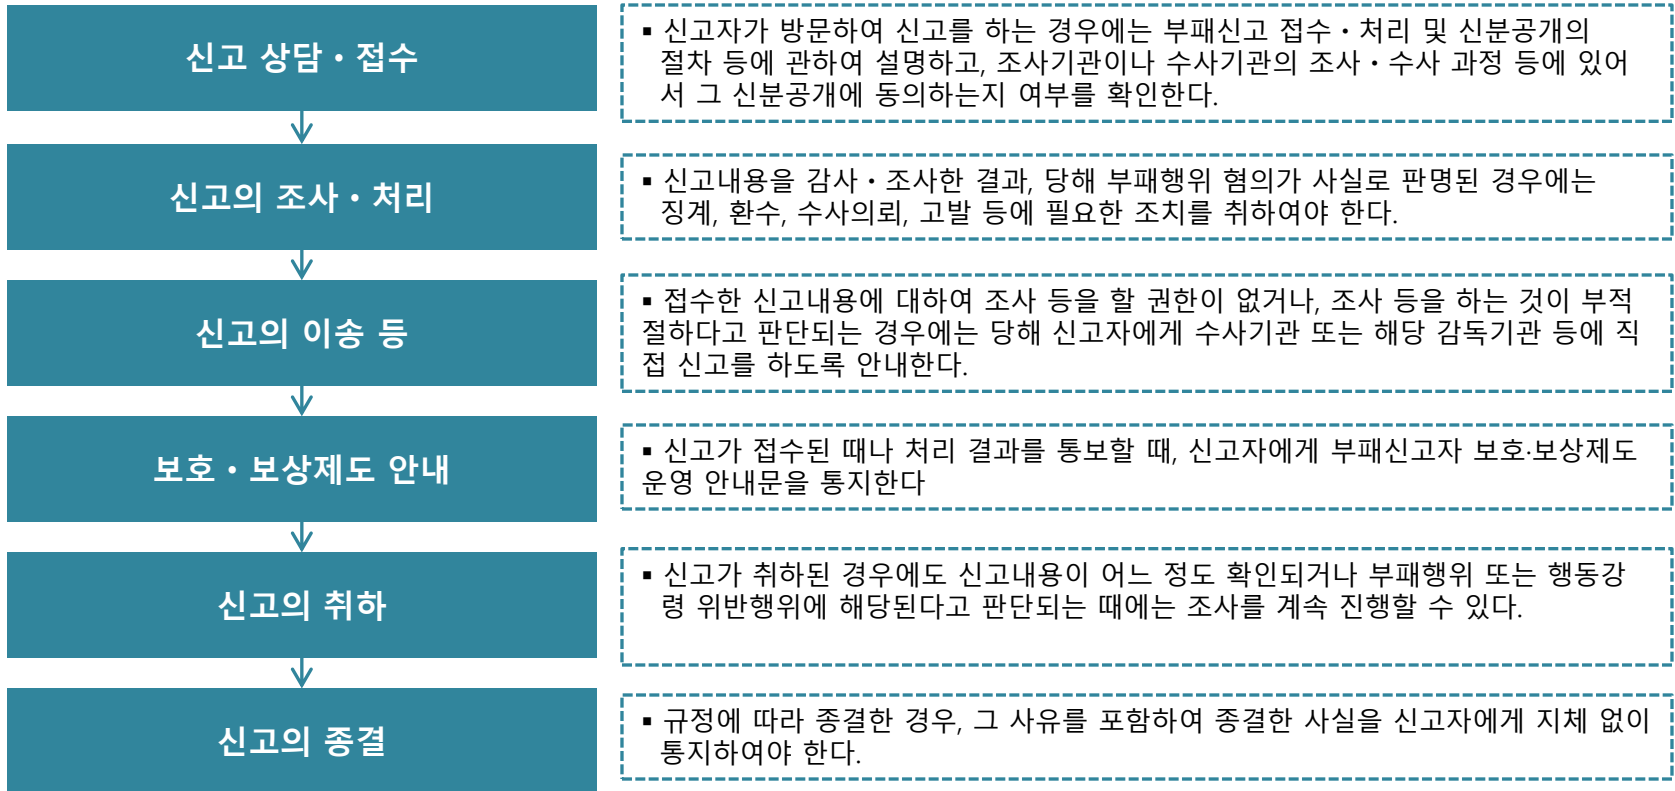 신고 상담・접수
▪ 신고자가 방문하여 신고를 하는 경우에는 부패신고 접수・처리 및 신분공개의
절차 등에 관하여 설명하고, 조사기관이나 수사기관의 조사・수사 과정 등에 있어
서 그 신분공개에 동의하는지 여부를 확인한다.
신고의 조사・처리
▪ 신고내용을 감사・조사한 결과, 당해 부패행위 혐의가 사실로 판명된 경우에는
징계, 환수, 수사의뢰, 고발 등에 필요한 조치를 취하여야 한다.
신고의 이송 등
▪ 접수한 신고내용에 대하여 조사 등을 할 권한이 없거나, 조사 등을 하는 것이 부적
절하다고 판단되는 경우에는 당해 신고자에게 수사기관 또는 해당 감독기관 등에 직
접 신고를 하도록 안내한다.
보호・보상제도 안내
▪ 신고가 접수된 때나 처리 결과를 통보할 때, 신고자에게 부패신고자 보호·보상제도
운영 안내문을 통지한다
신고의 취하
▪ 신고가 취하된 경우에도 신고내용이 어느 정도 확인되거나 부패행위 또는 행동강
령 위반행위에 해당된다고 판단되는 때에는 조사를 계속 진행할 수 있다.
신고의 종결
▪ 규정에 따라 종결한 경우, 그 사유를 포함하여 종결한 사실을 신고자에게 지체 없이
통지하여야 한다.